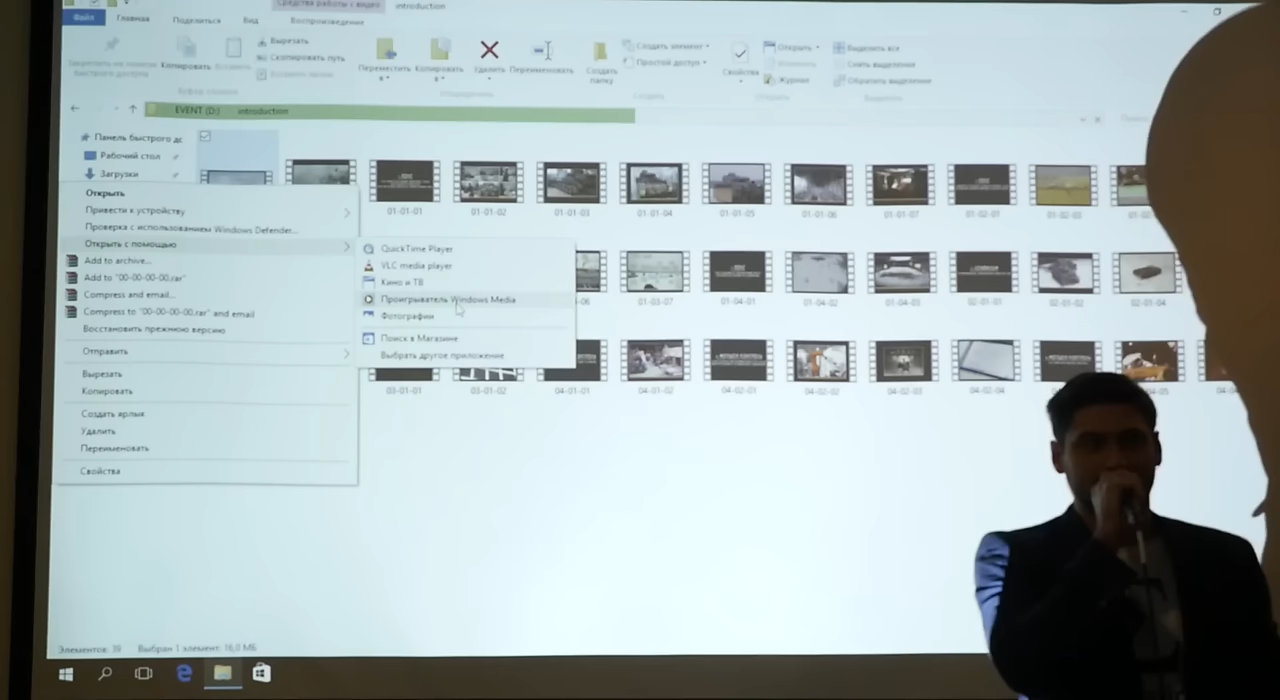 Средства работы с видео
introduction
Файл
Главная
Поделиться
Вид
Воспроизведение
Копировать
Вырезать
Скопировать путь
Переместить в
Копировать в
Удалить
Переименовать
Создать папку
Создать элемент
Простой доступ
Свойства
Открыть
Журнал
Выделить все
Снять выделение
Обратить выделение
EVENT (D:) introduction
Панель быстрого дс
Рабочий стол
Загрузки
01-01-01 01-01-02 01-01-03 01-01-04 01-01-05 01-01-06 01-01-07 01-02-01 01-02-03
Открыть
Привести к устройству
Проверка с использованием Windows Defender...
Открыть с помощью
Add to archive...
Add to "00-00-00-00.rar"
Compress and email...
Compress to "00-00-00-00.rar" and email
Восстановить прежнюю версию
Отправить
Вырезать
Копировать
Создать ярлык
Удалить
Переименовать
Свойства
QuickTime Player
VLC media player
Кино и ТВ
Проигрыватель Windows Media
Фотографии
Поиск в Магазине
Выбрать другое приложение
-06 01-03-07 01-04-01 01-04-02 01-04-03 02-01-01 02-01-02 02-01-04
03-01-01 03-01-02 04-01-01 04-01-02 04-02-01 04-02-02 04-02-03 04-02-04
Элементов: 39 Выбран 1 элемент: 16,0 МБ